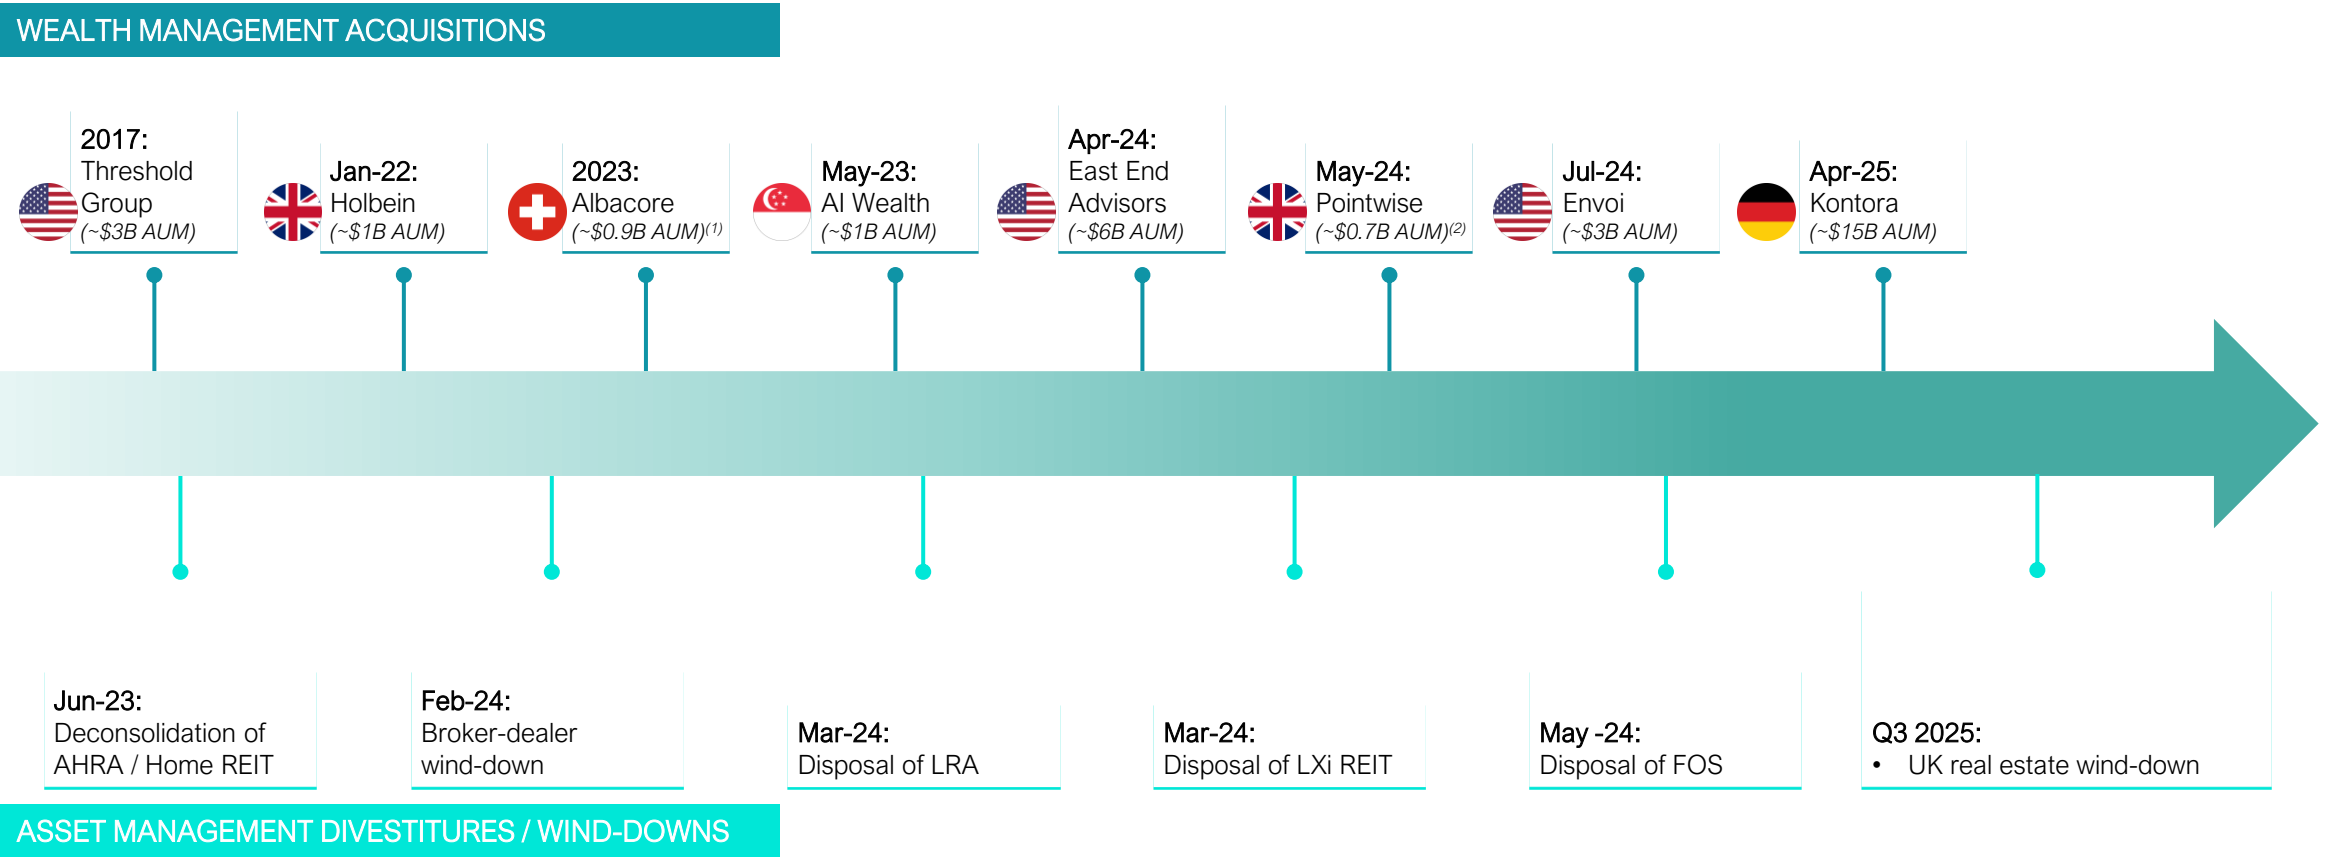 WEALTH MANAGEMENT ACQUISITIONS
2017:
Threshold
Group
(~$3B AUM)
Jan-22:
Holbein
(~$1B AUM)
2023:
Albacore
(~$0.9B AUM)(1)
May-23:
AI Wealth
(~$1B AUM)
Apr-24:
East End
Advisors
(~$6B AUM)
May-24:
Pointwise
(~$0.7B AUM)(2)
Jul-24:
Envoi
(~$3B AUM)
Apr-25:
Kontora
(~$15B AUM)
Jun-23:
Deconsolidation of
AHRA / Home REIT
Feb-24:
Broker-dealer
wind-down
Mar-24:
Disposal of LRA
Mar-24:
Disposal of LXi REIT
May -24:
Disposal of FOS
Q3 2025:
• UK real estate wind-down
ASSET MANAGEMENT DIVESTITURES / WIND-DOWNS